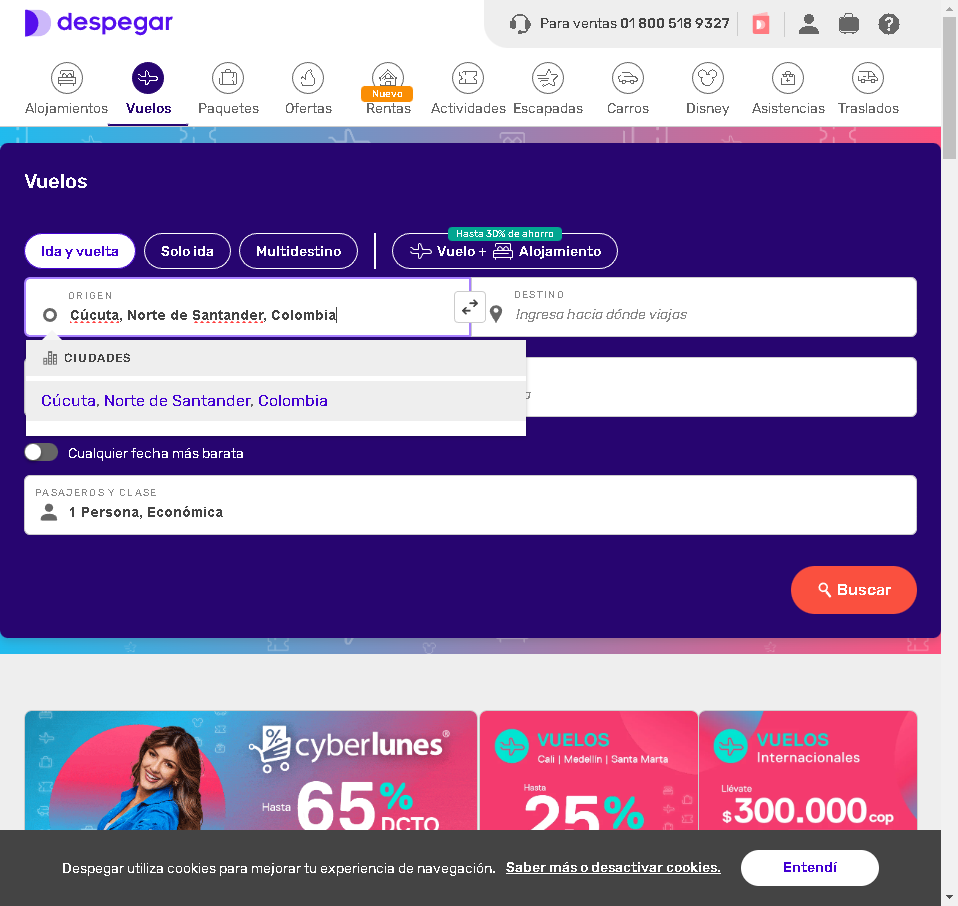 despegar
Para ventas 01 800 518 9327
Alojamientos
Vuelos
Paquetes
Ofertas
Nuevo
Rentas
Actividades
Escapadas
Carros
Disney
Asistencias
Traslados
Vuelos
Hasta 30% de ahorro
Ida y vuelta
Solo ida
Multidestino
Vuelo + Alojamiento
ORIGEN
Cúcuta, Norte de Santander, Colombia
DESTINO
Ingresa hacia dónde viajas
CIUDADES
Cúcuta, Norte de Santander, Colombia
Cualquier fecha más barata
PASAJEROS Y CLASE
1 Persona, Económica
Buscar
cyberlunes®
Hasta 65% DCTO
VUELOS
Cali | Medellín | Santa Marta
Hasta
25%
VUELOS
Internacionales
Llévate
$300.000 COP
Despegar utiliza cookies para mejorar tu experiencia de navegación. Saber más o desactivar cookies. Entendí